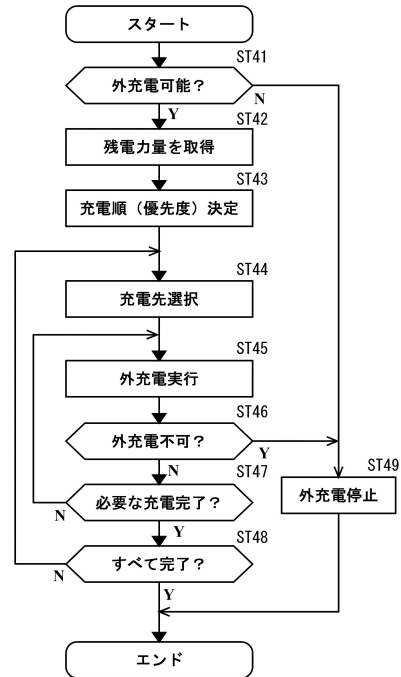 スタート
ST41
外充電可能？
N
Y
ST42
残電力量を取得
ST43
充電順（優先度）決定
ST44
充電先選択
ST45
外充電実行
ST46
外充電不可？
Y
N
ST47
ST49
必要な充電完了？
外充電停止
N
Y
ST48
すべて完了？
N
Y
エンド